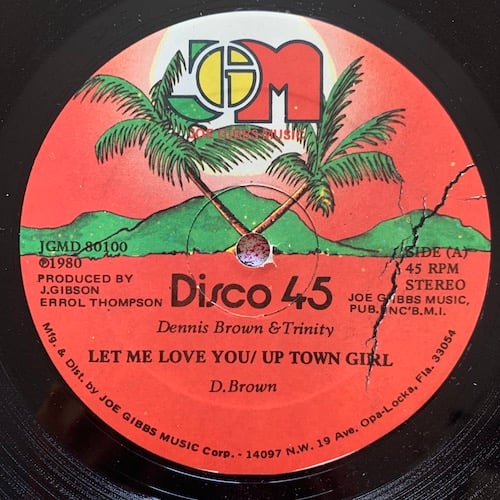 JGM
JOE GIBBS MUSIC
JGMD 80100
℗1980
PRODUCED BY
J.GIBSON
ERROL THOMPSON
SIDE (A)
45 RPM
STEREO
JOE GIBBS MUSIC,
PUB. INC'B.M.I.
Disco 45
Dennis Brown & Trinity
LET ME LOVE YOU/ UP TOWN GIRL
D.Brown
Mfg. & Dist. by JOE GIBBS MUSIC Corp. - 14097 N.W. 19 Ave. Opa-Locka, Fla. 33054